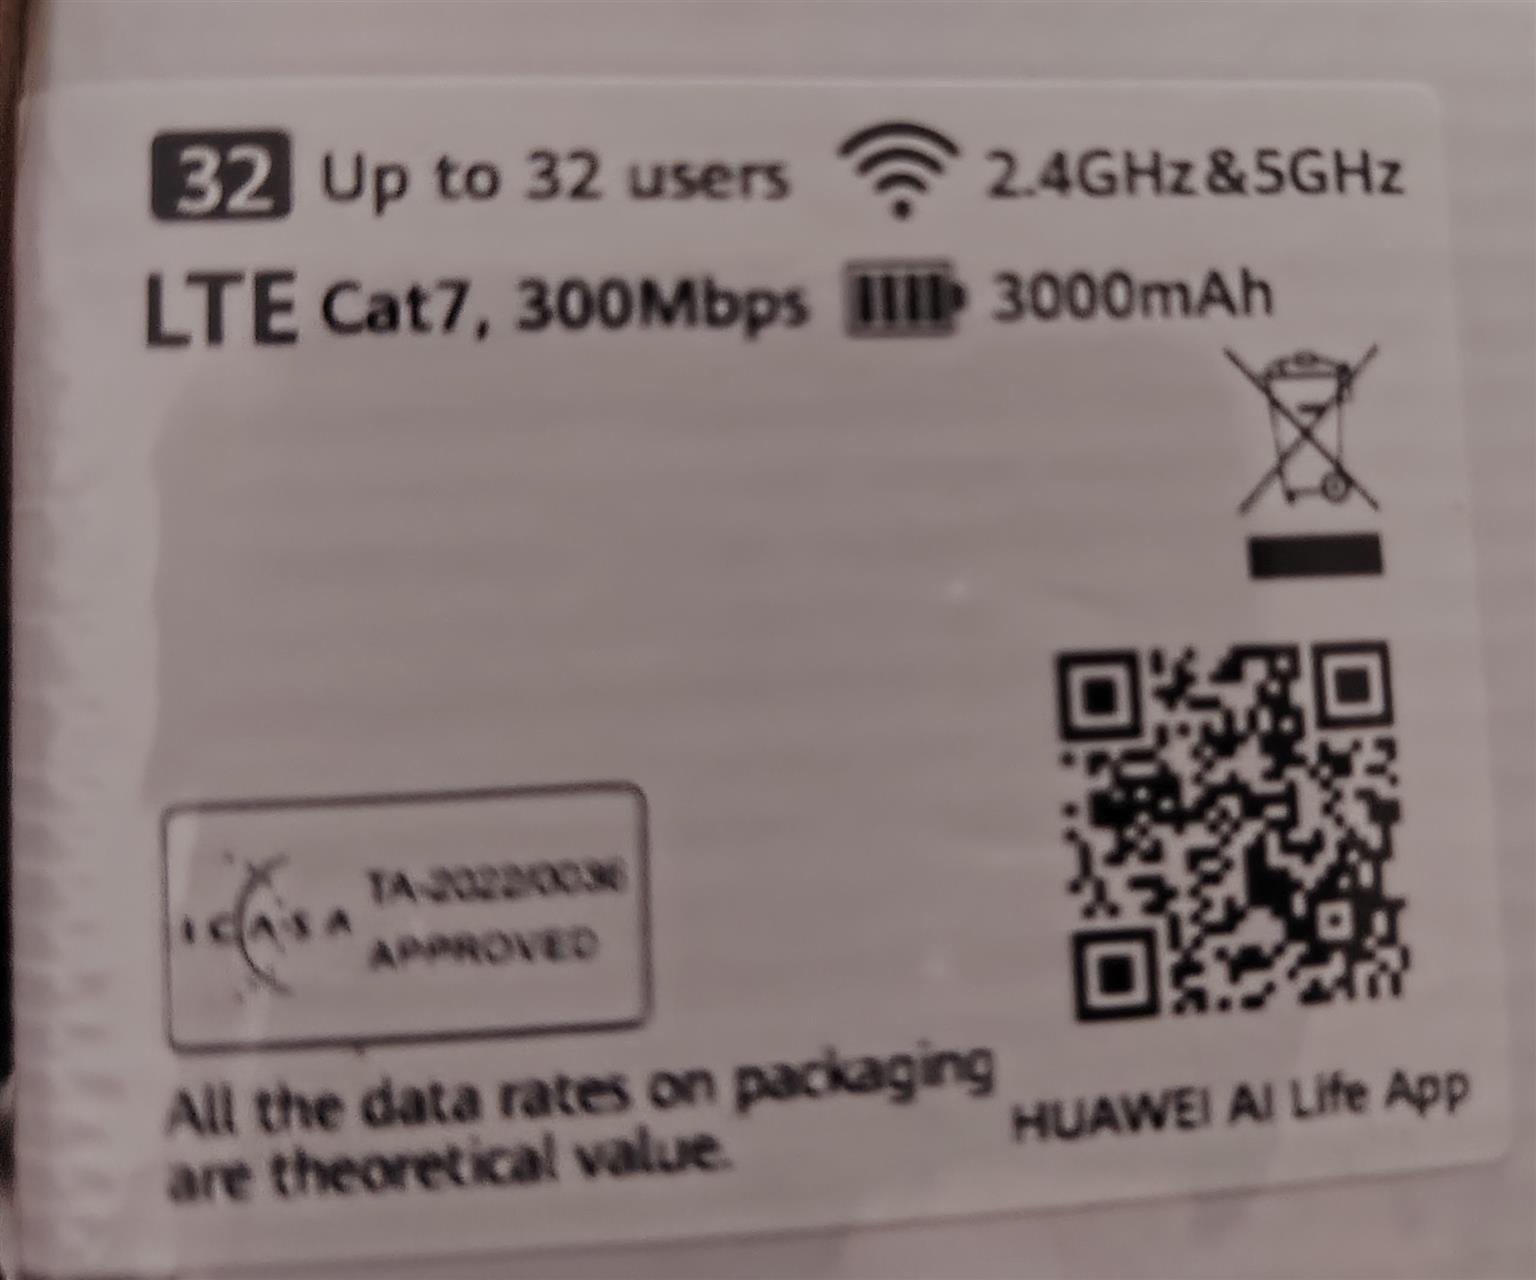 32 Up to 32 users 2.4GHz&5GHz
LTE Cat7, 300Mbps 3000mAh
ICASA TA-2022/0036
APPROVED
All the data rates on packaging
are theoretical value.
HUAWEI AI Life App